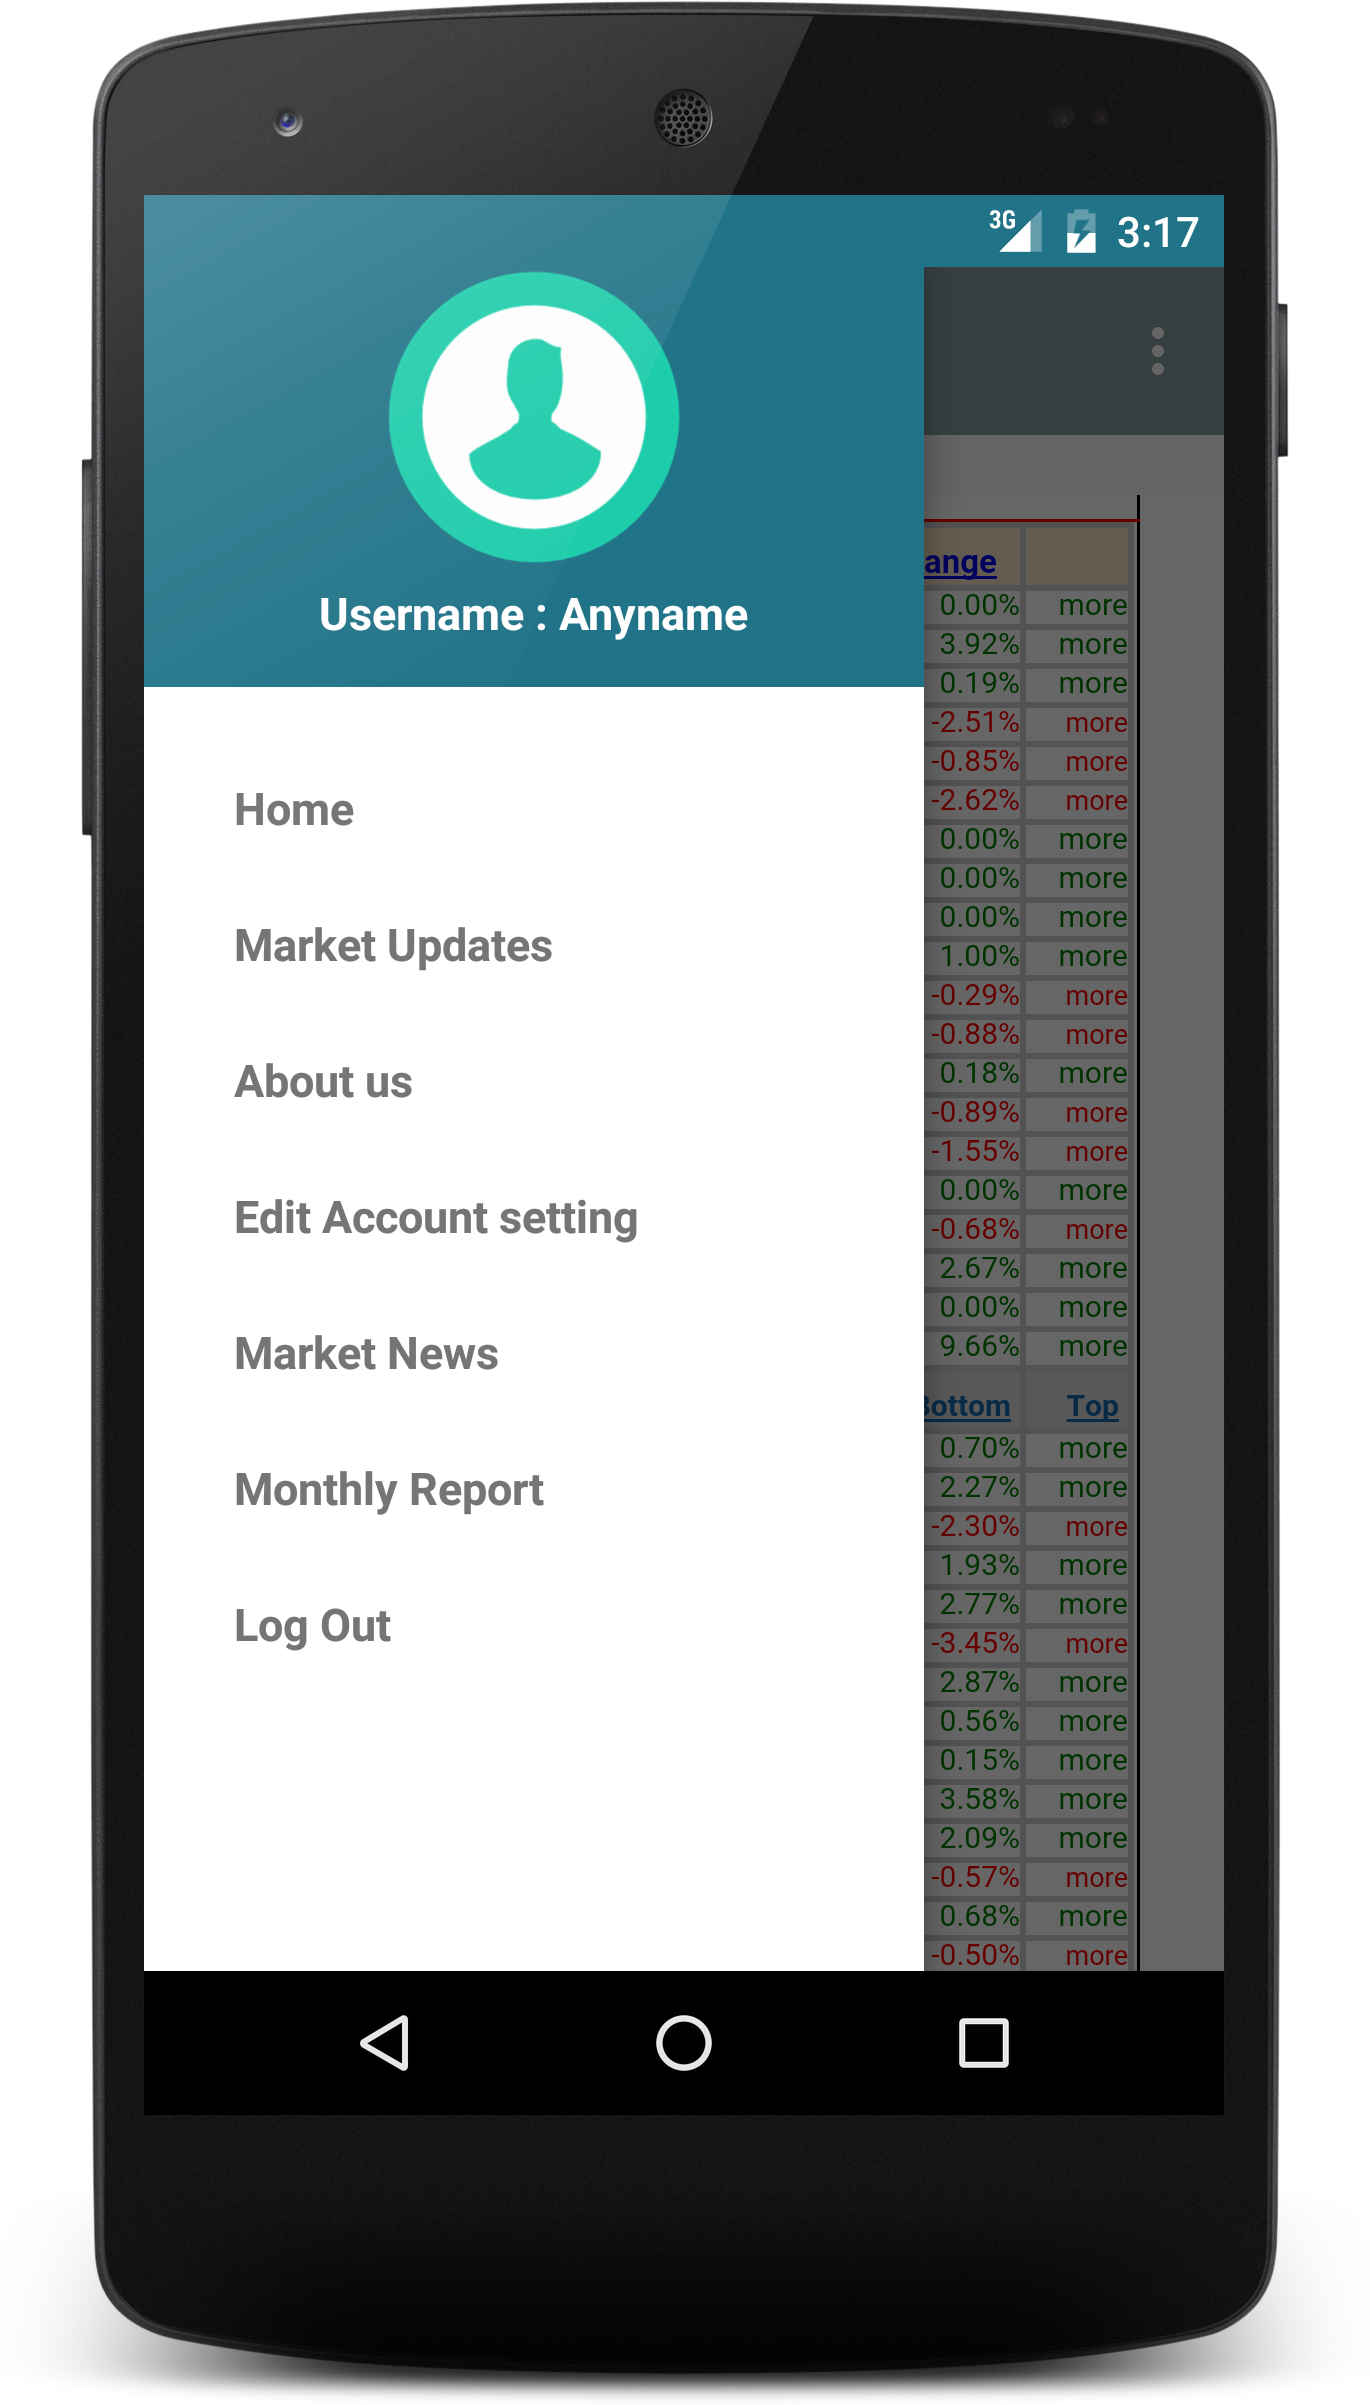 3G 3:17
Username : Anyname
Home
Market Updates
About us
Edit Account setting
Market News
Monthly Report
Log Out
ange
0.00% more
3.92% more
0.19% more
-2.51% more
-0.85% more
-2.62% more
0.00% more
0.00% more
0.00% more
1.00% more
-0.29% more
-0.88% more
0.18% more
-0.89% more
-1.55% more
0.00% more
-0.68% more
2.67% more
0.00% more
9.66% more
Bottom Top
0.70% more
2.27% more
-2.30% more
1.93% more
2.77% more
-3.45% more
2.87% more
0.56% more
0.15% more
3.58% more
2.09% more
-0.57% more
0.68% more
-0.50% more